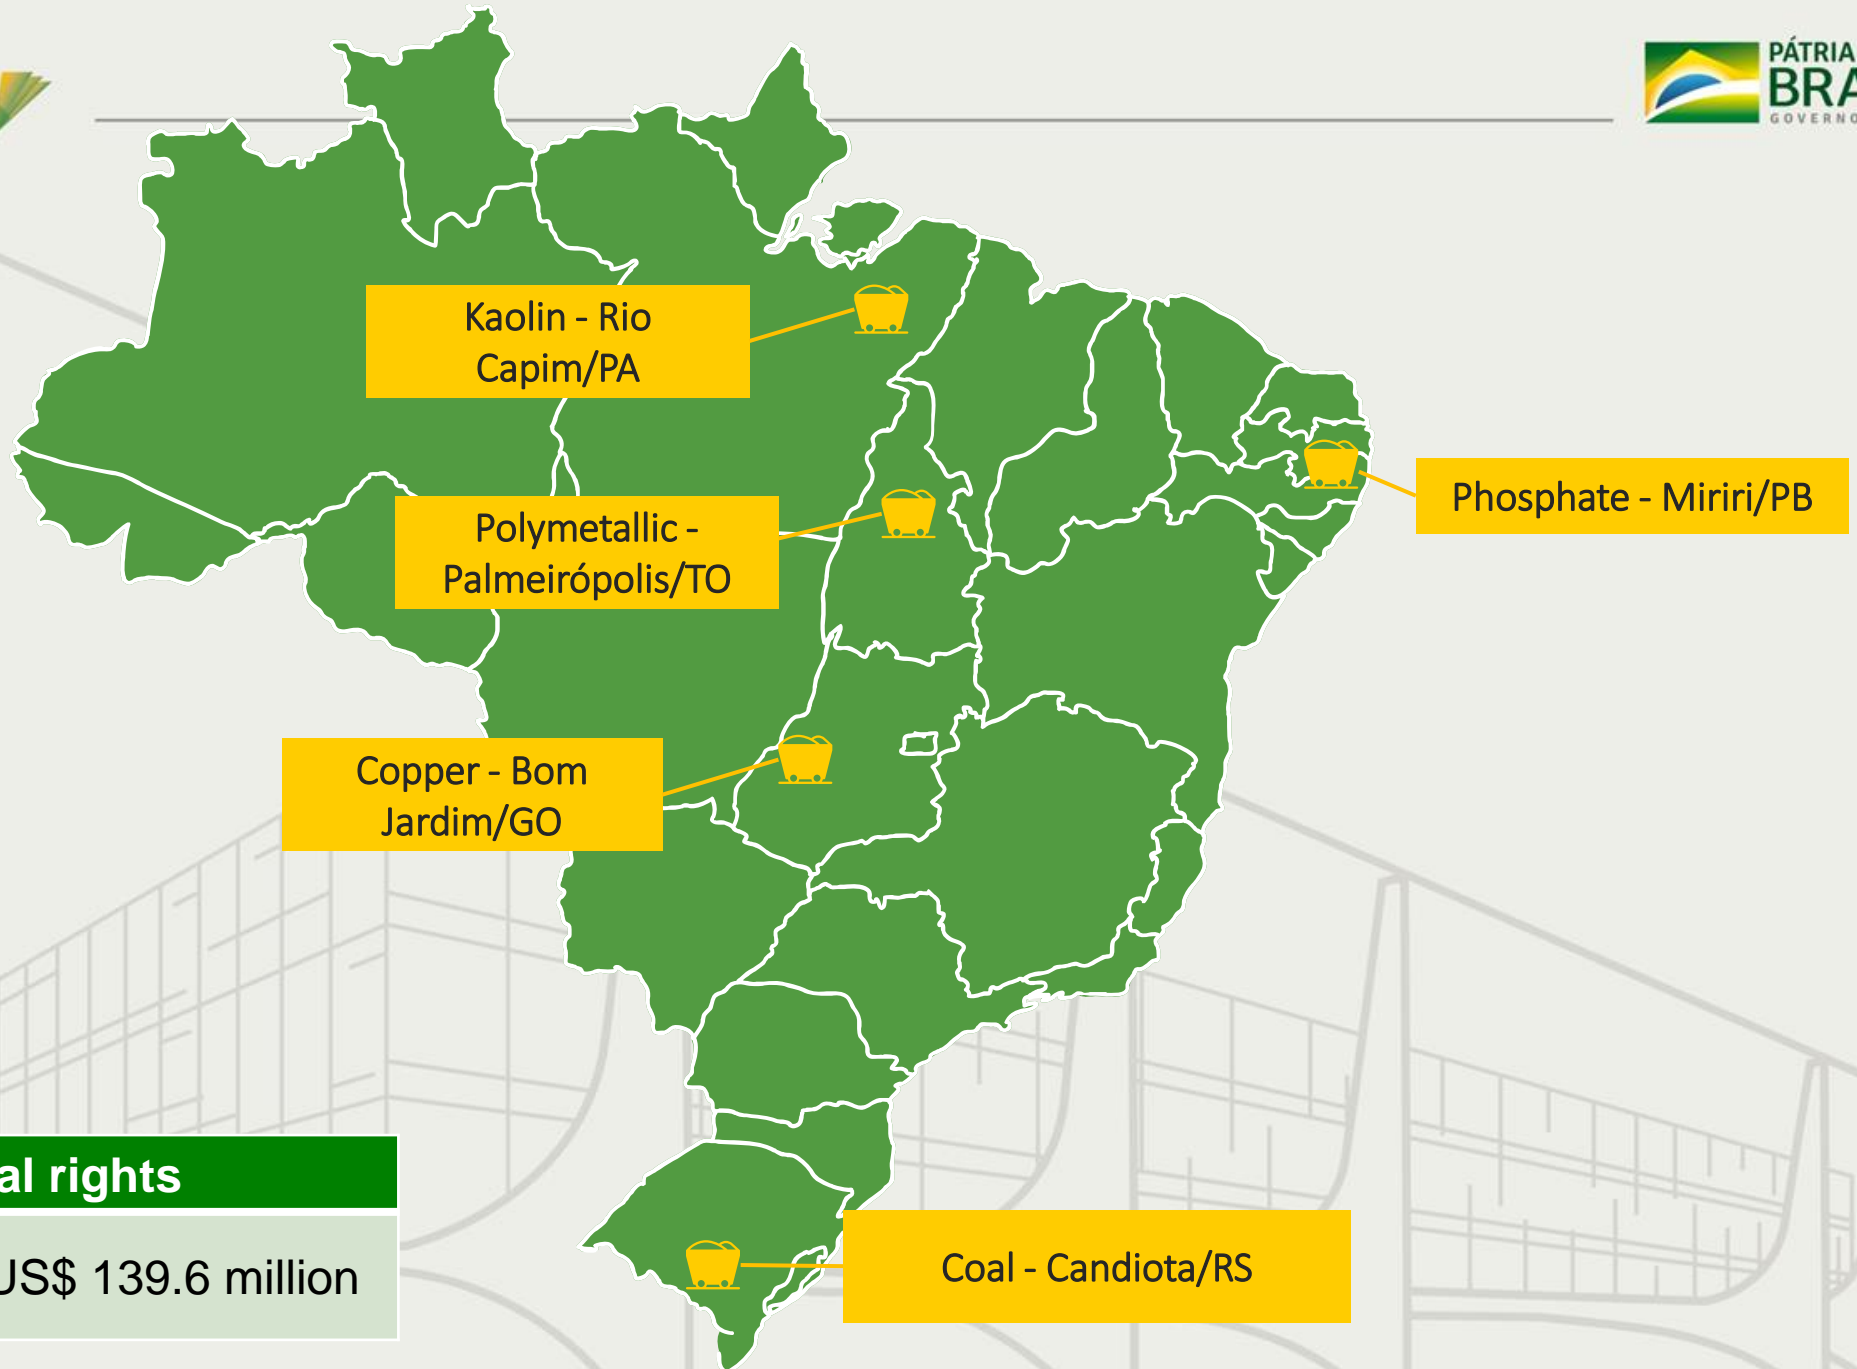 PÁTRIA
BRA
GOVERNO
Kaolin - Rio
Capim/PA
Polymetallic -
Palmeirópolis/TO
Phosphate - Miriri/PB
Copper - Bom
Jardim/GO
al rights
US$ 139.6 million
Coal - Candiota/RS